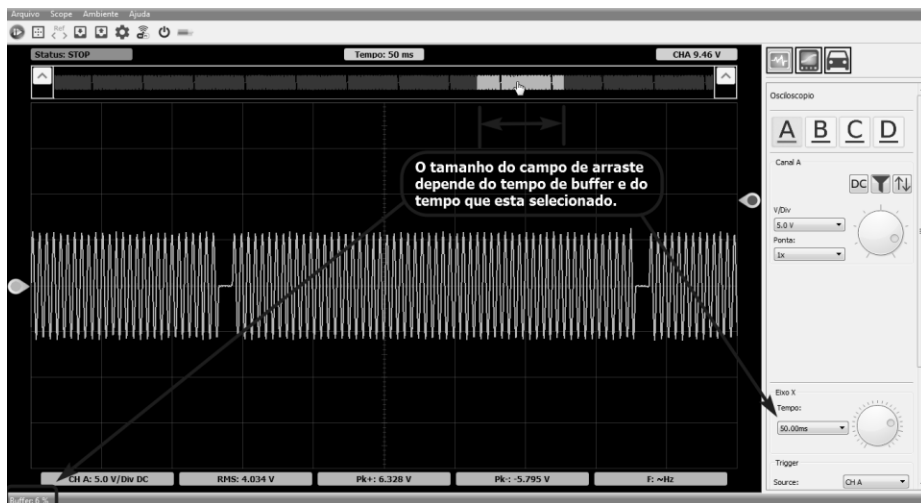 Arquivo Scope Ambiente Ajuda
Ref
Status: STOP
Tempo: 50 ms
CHA 9.46 V
Osciloscopio
A B C D
Canal A
DC
O tamanho do campo de arraste
depende do tempo de buffer e do
tempo que esta selecionado.
V/Div
5.0 V
Ponta:
1x
Eixo X
Tempo:
50.00ms
Trigger
Source: CH A
CH A: 5.0 V/Div DC
RMS: 4.034 V
Pk+: 6.328 V
Pk-: -5.795 V
F: ~Hz
Buffer: 6 %